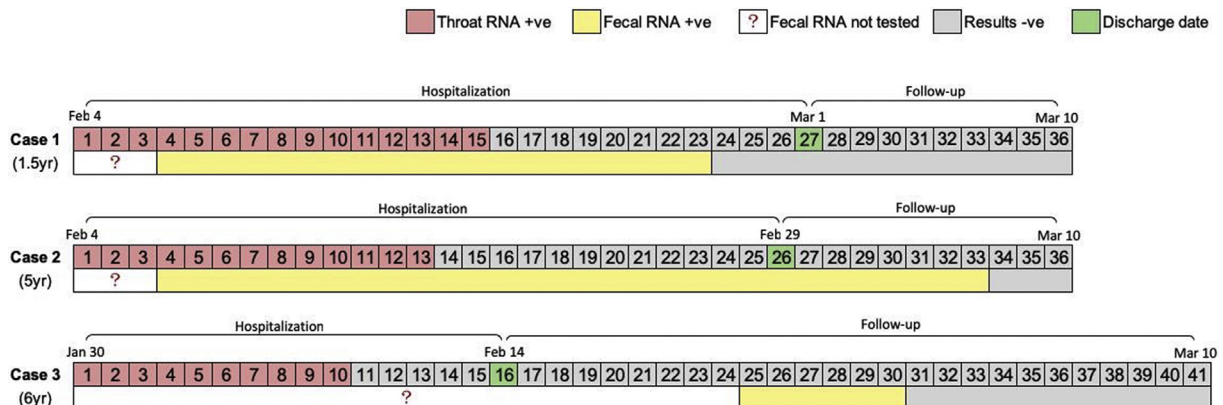 Throat RNA +ve Fecal RNA +ve ? Fecal RNA not tested Results -ve Discharge date
Hospitalization Follow-up
Feb 4 Mar 1 Mar 10
Case 1 1 2 3 4 5 6 7 8 9 10 11 12 13 14 15 16 17 18 19 20 21 22 23 24 25 26 27 28 29 30 31 32 33 34 35 36
(1.5yr) ?
Hospitalization Follow-up
Feb 4 Feb 29 Mar 10
Case 2 1 2 3 4 5 6 7 8 9 10 11 12 13 14 15 16 17 18 19 20 21 22 23 24 25 26 27 28 29 30 31 32 33 34 35 36
(5yr) ?
Hospitalization Follow-up
Jan 30 Feb 14 Mar 10
Case 3 1 2 3 4 5 6 7 8 9 10 11 12 13 14 15 16 17 18 19 20 21 22 23 24 25 26 27 28 29 30 31 32 33 34 35 36 37 38 39 40 41
(6yr) ?